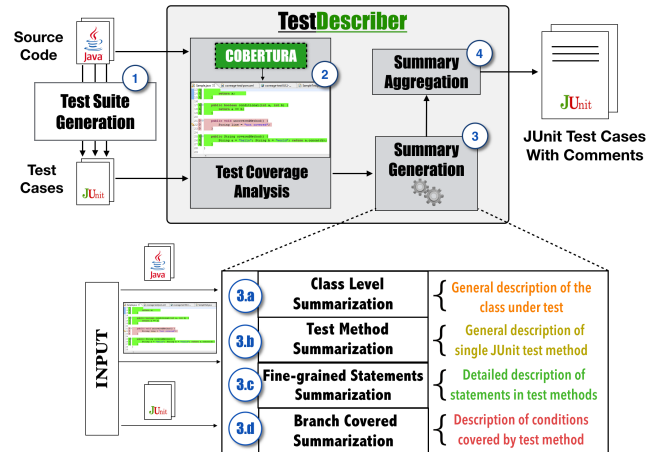 TestDescriber
Source
Code
Java
1
Test Suite
Generation
Test
Cases
JUnit
COBERTURA
2
Test Coverage
Analysis
Summary
Aggregation
4
Summary
Generation
3
JUnit
JUnit Test Cases
With Comments
Java
INPUT
JUnit
3.a
Class Level
Summarization
General description of the
class under test
3.b
Test Method
Summarization
General description of
single JUnit test method
3.c
Fine-grained Statements
Summarization
Detailed description of
statements in test methods
3.d
Branch Covered
Summarization
Description of conditions
covered by test method